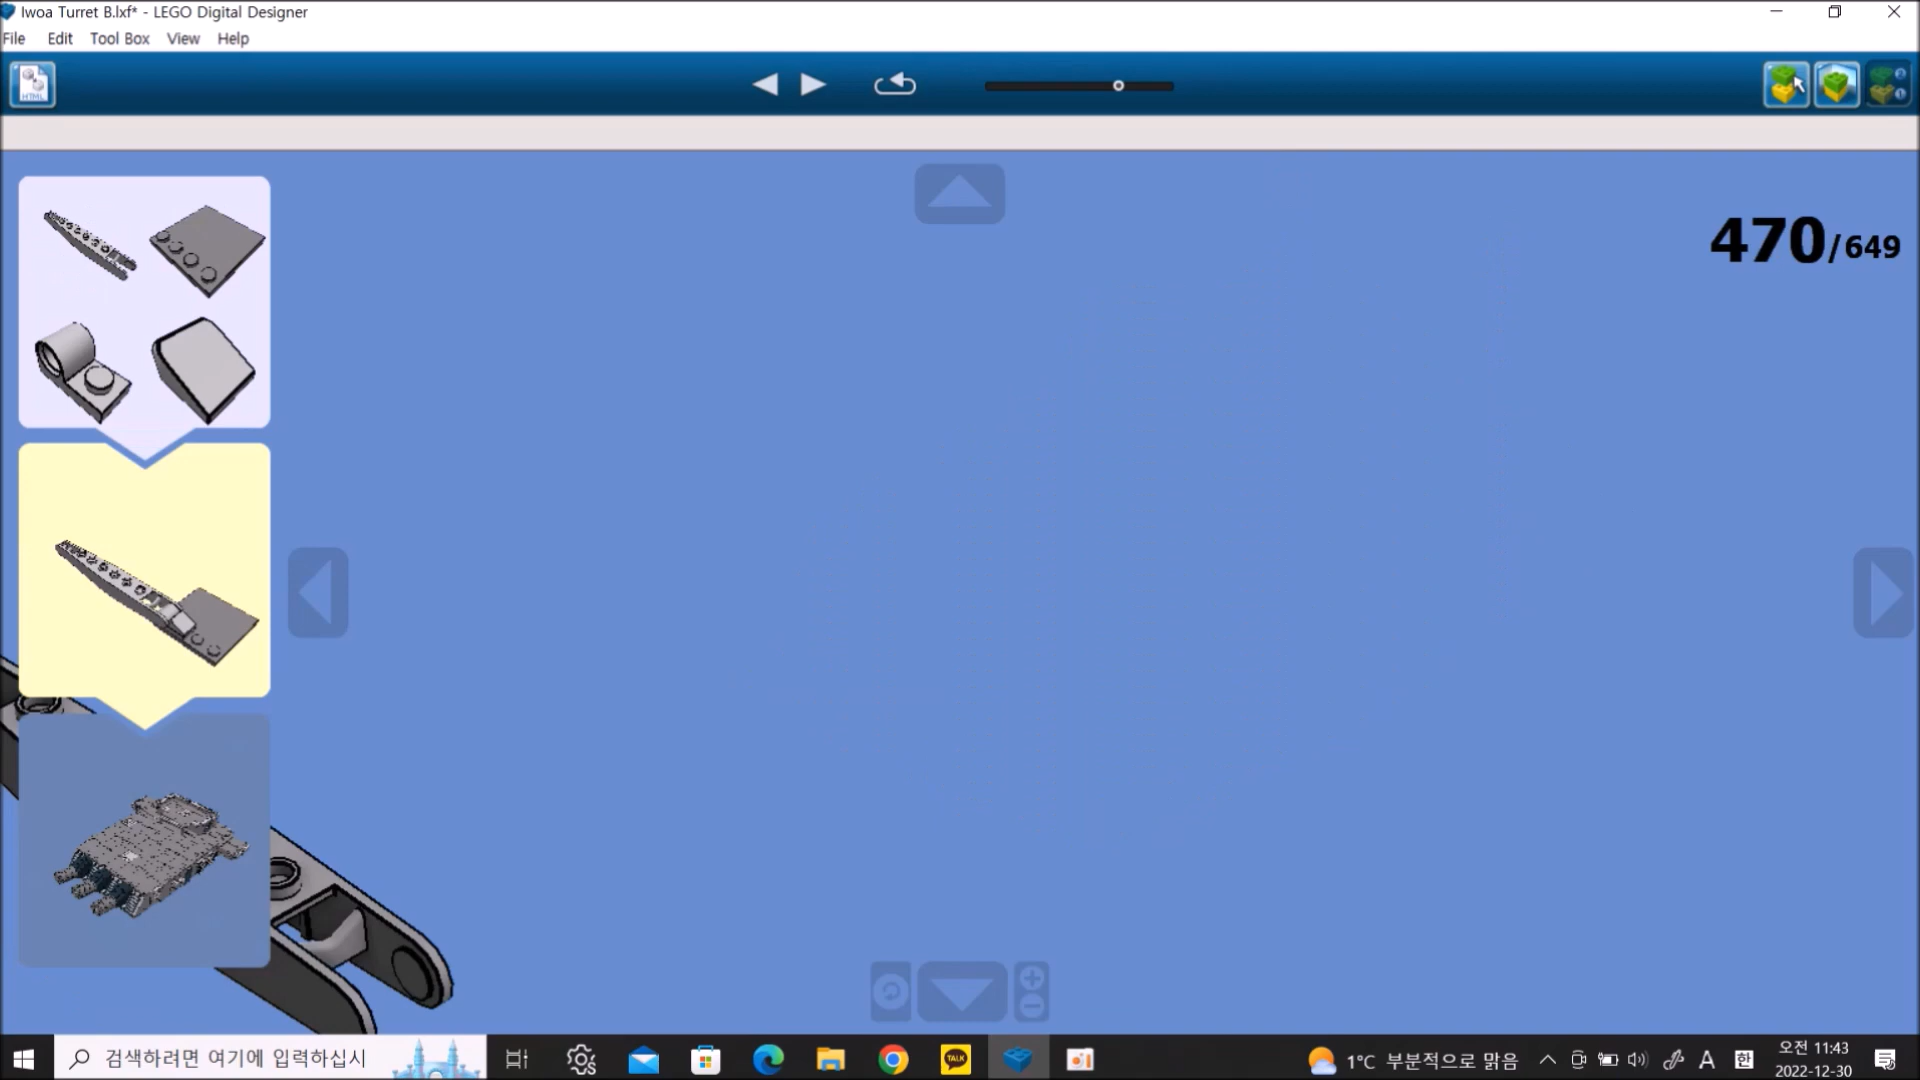 Iwoa Turret B.lxf* - LEGO Digital Designer
File Edit Tool Box View Help
HTML
470/649
검색하려면 여기에 입력하십시
TALK
1°C 부분적으로 맑음
A
한
오전 11:43
2022-12-30